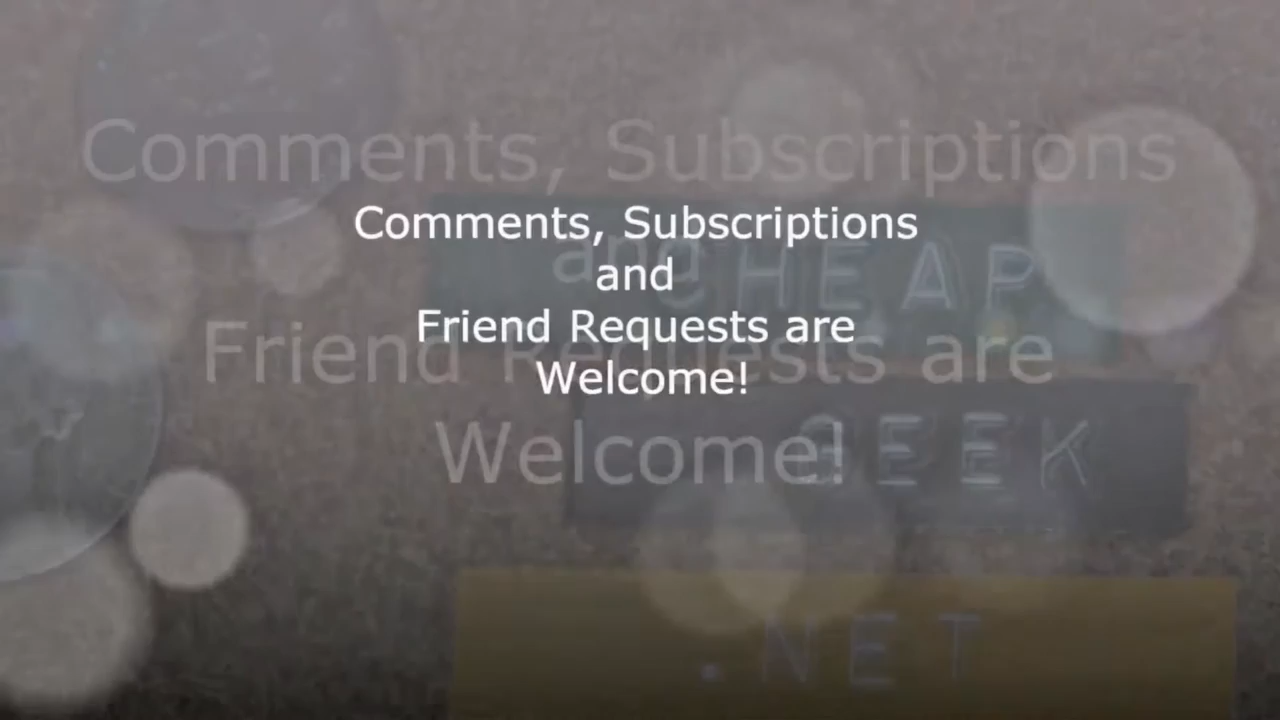 Comments, Subscriptions
Comments, Subscriptions
and
and
CHEAP
Friend Requests are
Friend Requests are
Welcome!
Welcome!
GEEK
.NET